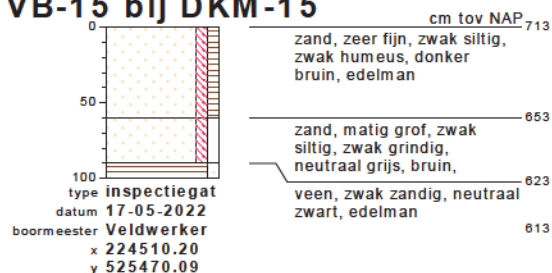 VB-15 bij DKM-15
cm tov NAP
0
713
zand, zeer fijn, zwak siltig,
zwak humeus, donker
bruin, edelman
50
653
zand, matig grof, zwak
siltig, zwak grindig,
neutraal grijs, bruin,
100
623
veen, zwak zandig, neutraal
zwart, edelman
613
type inspectiegat
datum 17-05-2022
boormeester Veldwerker
x 224510.20
y 525470.09